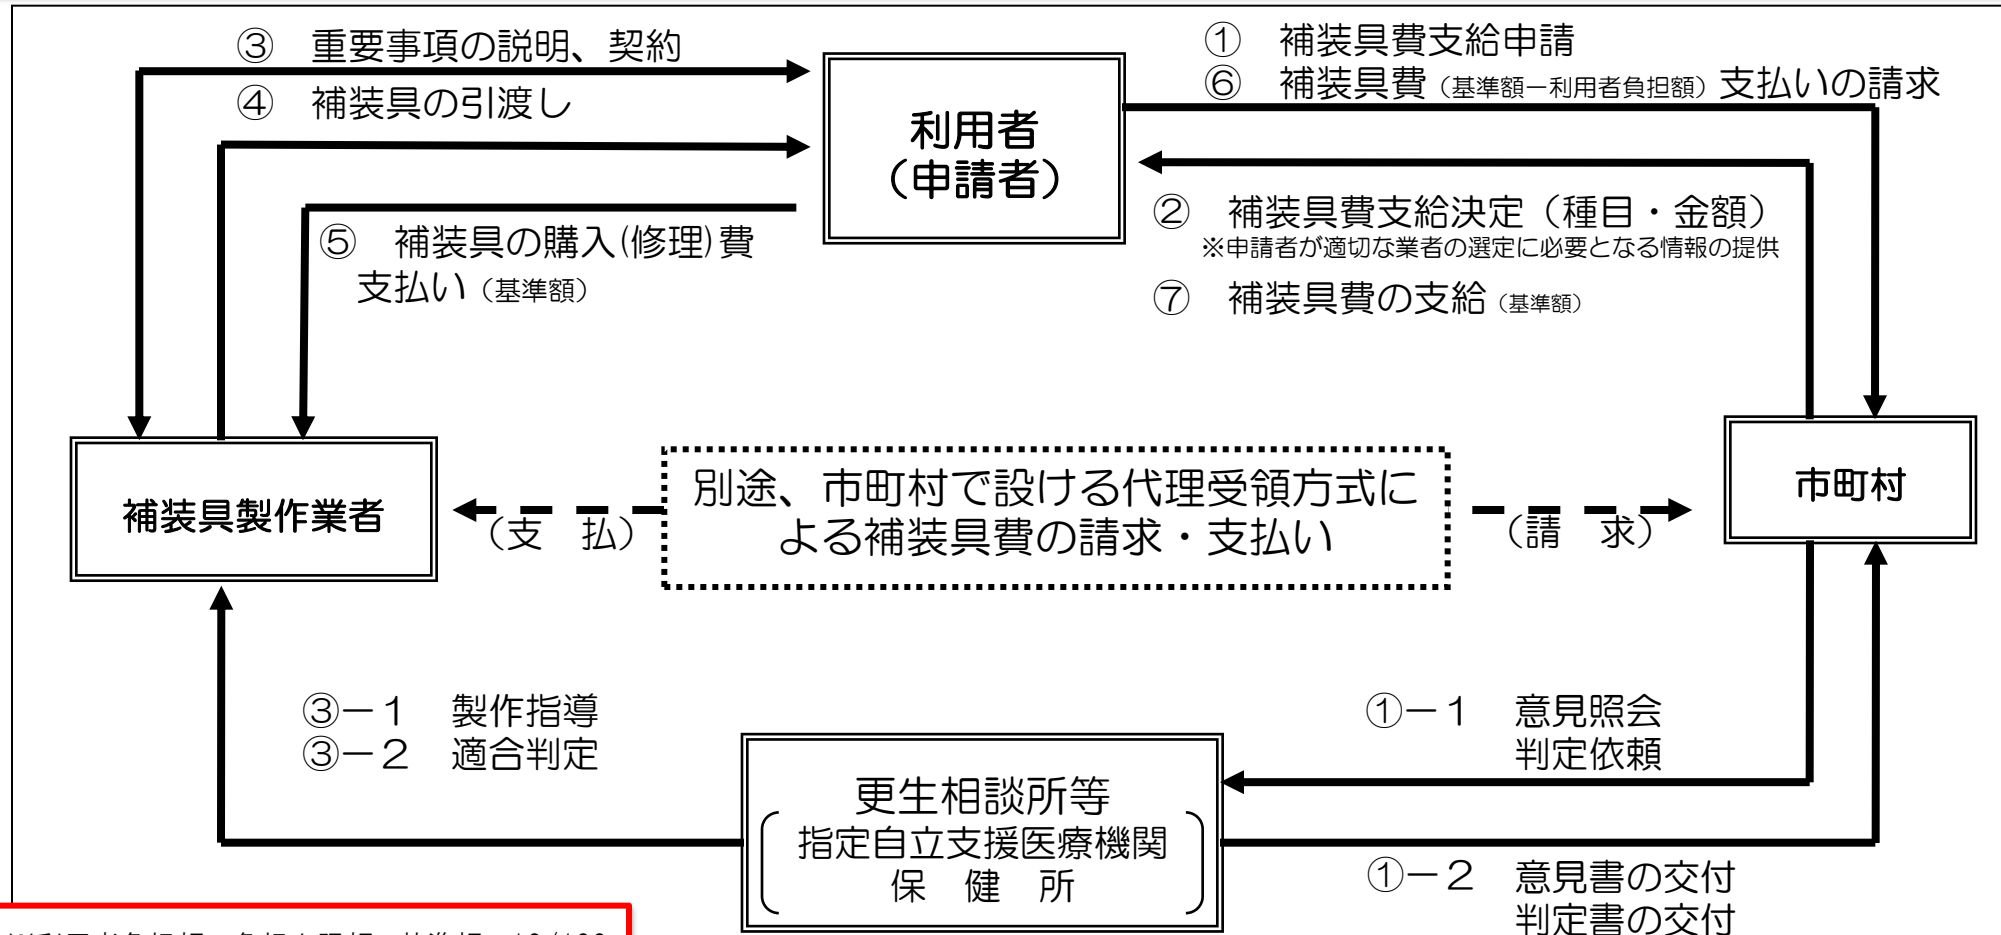 ③　重要事項の説明、契約
④　補装具の引渡し
①　補装具費支給申請
⑥　補装具費（基準額－利用者負担額）支払いの請求
利用者
（申請者）
⑤　補装具の購入(修理)費
支払い（基準額）
②　補装具費支給決定（種目・金額）
※申請者が適切な業者の選定に必要となる情報の提供
⑦　補装具費の支給（基準額）
補装具製作業者
（支　払）
別途、市町村で設ける代理受領方式に
よる補装具費の請求・支払い
（請　求）
市町村
③－１　製作指導
③－２　適合判定
①－１　意見照会
判定依頼
更生相談所等
指定自立支援医療機関
保　健　所
①－２　意見書の交付
判定書の交付